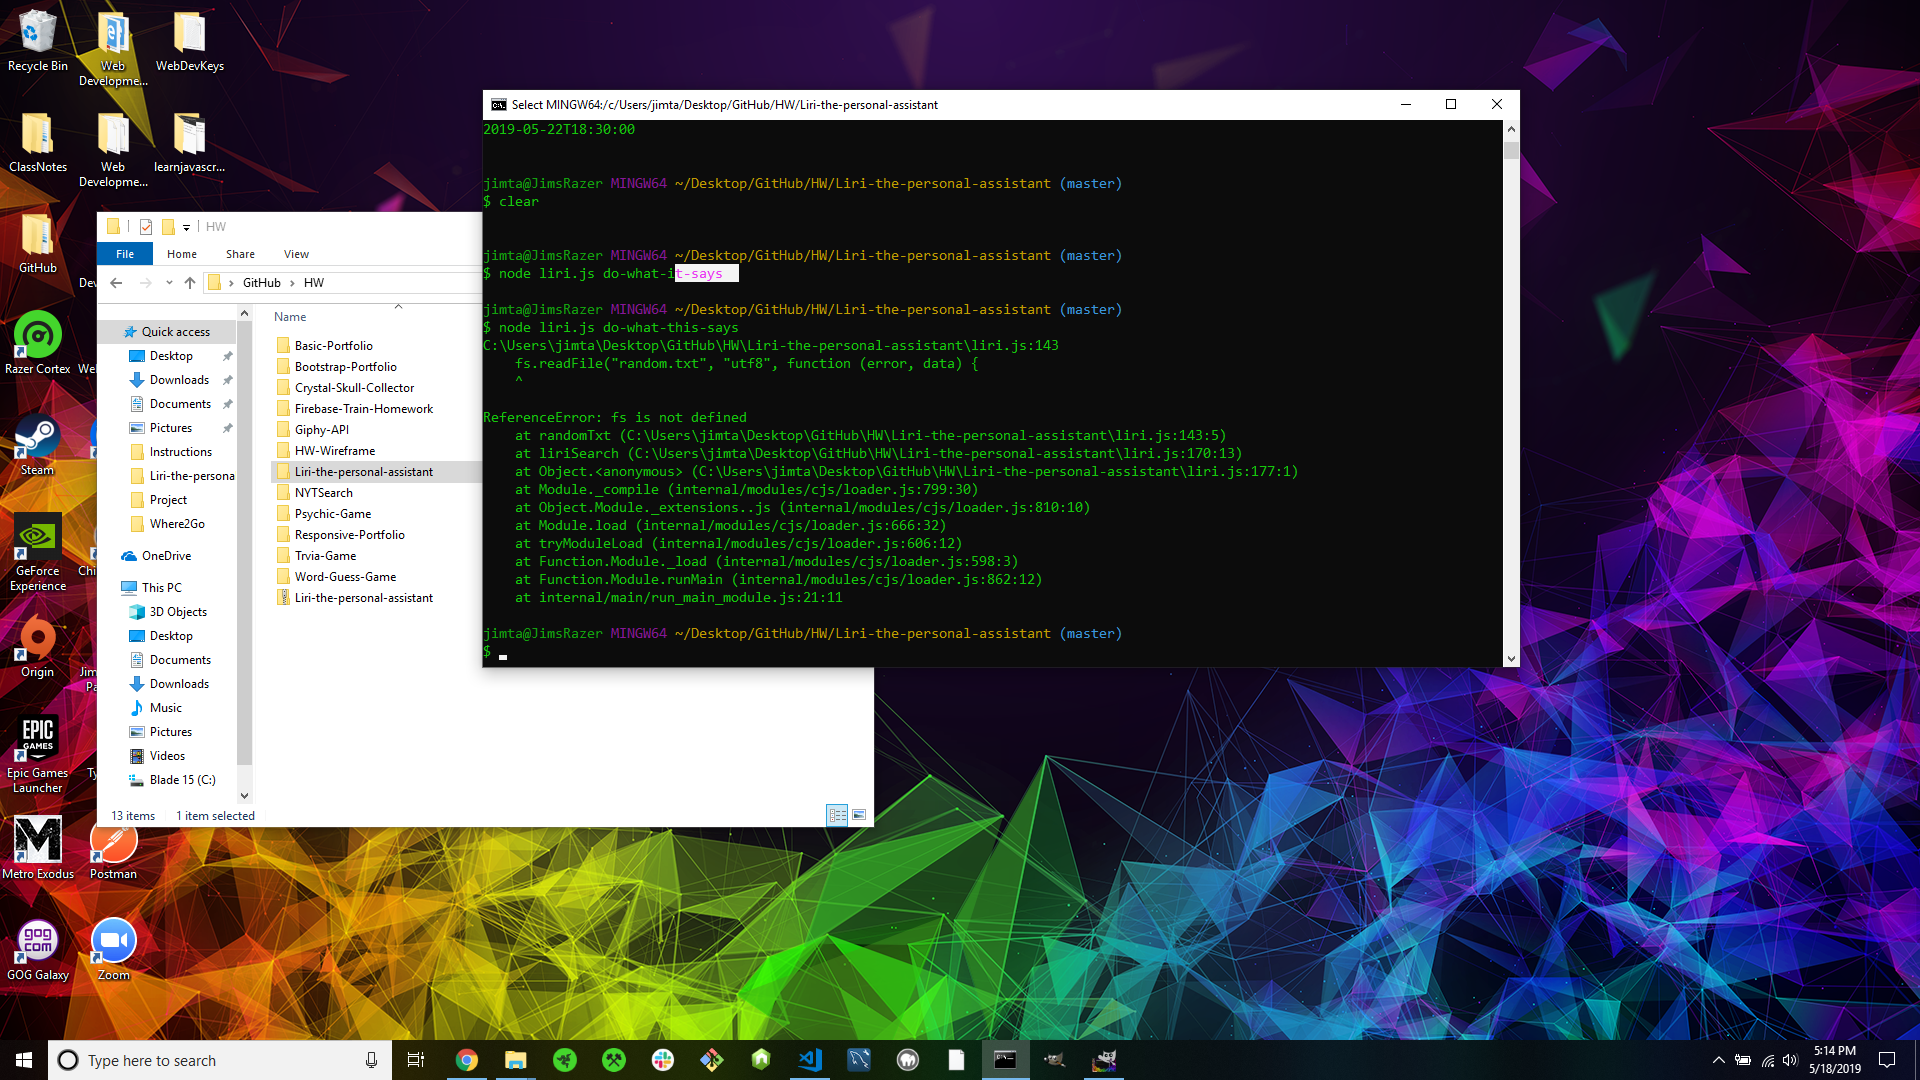 Recycle Bin
Web
Developme...
WebDevKeys
ClassNotes
Web
Developme...
learnjavascr...
GitHub
Dev
Razer Cortex
Wel
Steam
GeForce
Experience
Chi
Origin
Jim
Pa
EPIC
GAMES
Epic Games
Launcher
Ty
Metro Exodus
Postman
gog
com
GOG Galaxy
Zoom
HW
File
Home
Share
View
GitHub
HW
Quick access
Desktop
Downloads
Documents
Pictures
Instructions
Liri-the-persona
Project
Where2Go
OneDrive
This PC
3D Objects
Desktop
Documents
Downloads
Music
Pictures
Videos
Blade 15 (C:)
Name
Basic-Portfolio
Bootstrap-Portfolio
Crystal-Skull-Collector
Firebase-Train-Homework
Giphy-API
HW-Wireframe
Liri-the-personal-assistant
NYTSearch
Psychic-Game
Responsive-Portfolio
Trvia-Game
Word-Guess-Game
Liri-the-personal-assistant
13 items
1 item selected
Select MINGW64:/c/Users/jimta/Desktop/GitHub/HW/Liri-the-personal-assistant
2019-05-22T18:30:00
jimta@JimsRazer MINGW64 ~/Desktop/GitHub/HW/Liri-the-personal-assistant (master)
$ clear
jimta@JimsRazer MINGW64 ~/Desktop/GitHub/HW/Liri-the-personal-assistant (master)
$ node liri.js do-what-it-says
jimta@JimsRazer MINGW64 ~/Desktop/GitHub/HW/Liri-the-personal-assistant (master)
$ node liri.js do-what-this-says
C:\Users\jimta\Desktop\GitHub\HW\Liri-the-personal-assistant\liri.js:143
fs.readFile("random.txt", "utf8", function (error, data) {
^
ReferenceError: fs is not defined
at randomTxt (C:\Users\jimta\Desktop\GitHub\HW\Liri-the-personal-assistant\liri.js:143:5)
at liriSearch (C:\Users\jimta\Desktop\GitHub\HW\Liri-the-personal-assistant\liri.js:170:13)
at Object.<anonymous> (C:\Users\jimta\Desktop\GitHub\HW\Liri-the-personal-assistant\liri.js:177:1)
at Module._compile (internal/modules/cjs/loader.js:799:30)
at Object.Module._extensions..js (internal/modules/cjs/loader.js:810:10)
at Module.load (internal/modules/cjs/loader.js:666:32)
at tryModuleLoad (internal/modules/cjs/loader.js:606:12)
at Function.Module._load (internal/modules/cjs/loader.js:598:3)
at Function.Module.runMain (internal/modules/cjs/loader.js:862:12)
at internal/main/run_main_module.js:21:11
jimta@JimsRazer MINGW64 ~/Desktop/GitHub/HW/Liri-the-personal-assistant (master)
$
Type here to search
5:14 PM
5/18/2019